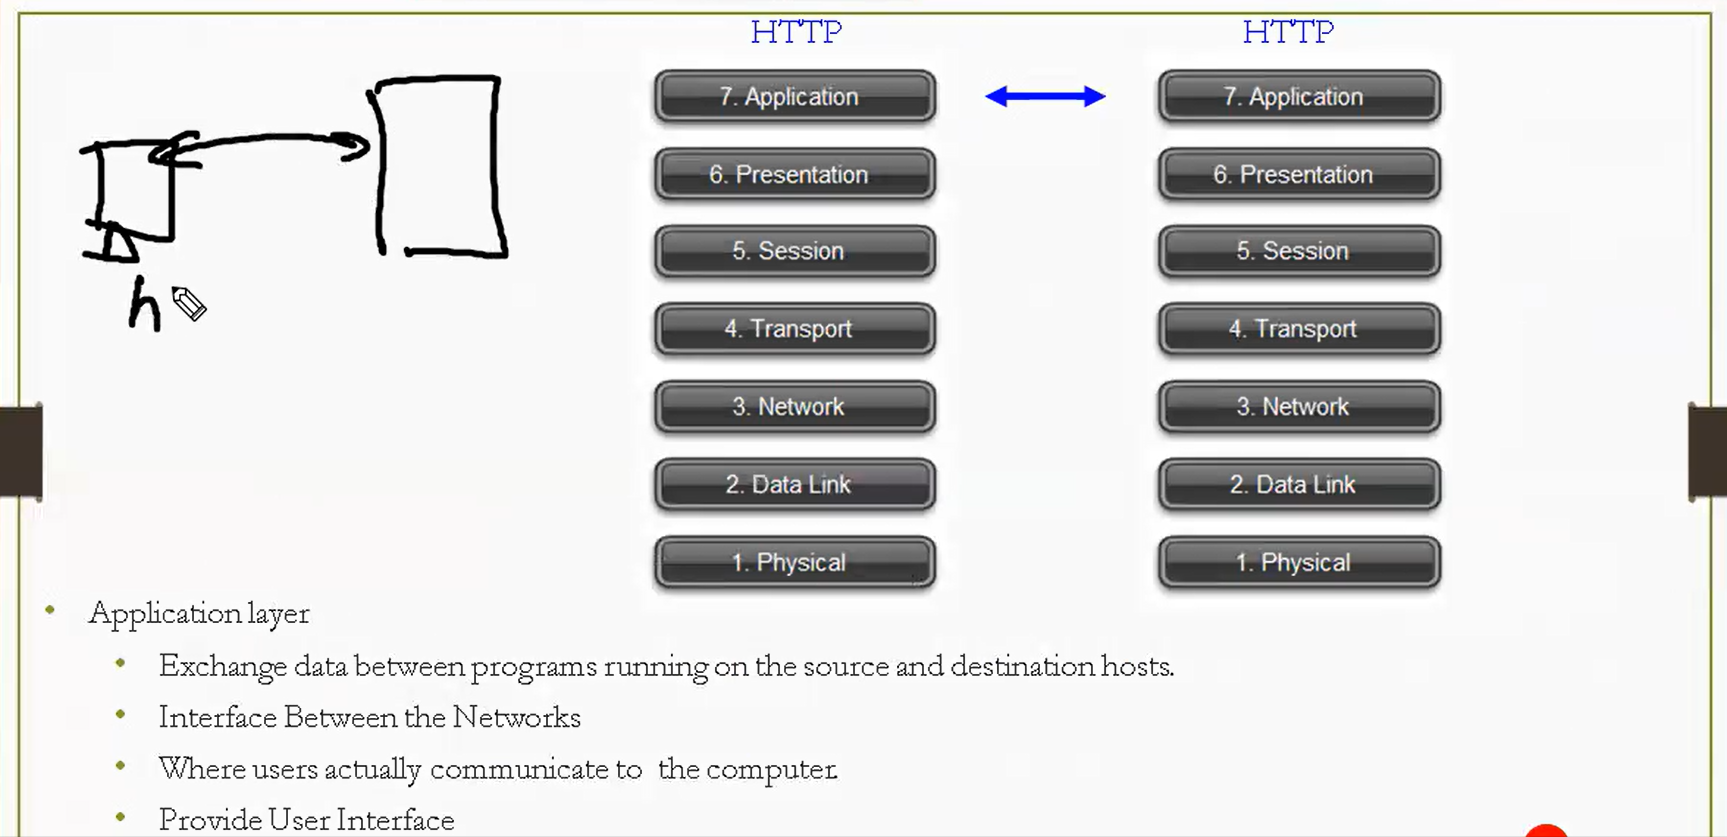 HTTP HTTP
7. Application 7. Application
6. Presentation 6. Presentation
5. Session 5. Session
4. Transport 4. Transport
3. Network 3. Network
2. Data Link 2. Data Link
1. Physical 1. Physical
h
• Application layer
• Exchange data between programs running on the source and destination hosts.
• Interface Between the Networks
• Where users actually communicate to the computer.
• Provide User Interface